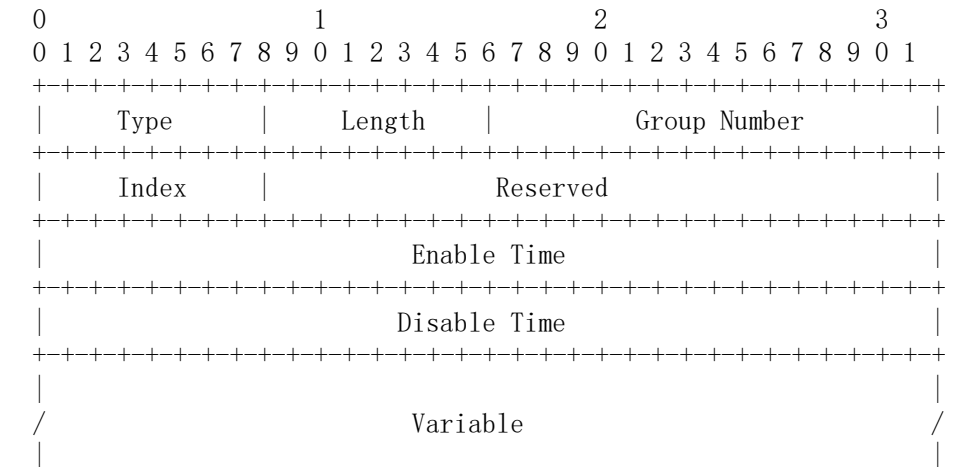 0                   1                   2                   3
0 1 2 3 4 5 6 7 8 9 0 1 2 3 4 5 6 7 8 9 0 1 2 3 4 5 6 7 8 9 0 1
+-+-+-+-+-+-+-+-+-+-+-+-+-+-+-+-+-+-+-+-+-+-+-+-+-+-+-+-+-+-+-+-+
|     Type      |     Length    |          Group Number         |
+-+-+-+-+-+-+-+-+-+-+-+-+-+-+-+-+-+-+-+-+-+-+-+-+-+-+-+-+-+-+-+-+
|     Index     |                Reserved                       |
+-+-+-+-+-+-+-+-+-+-+-+-+-+-+-+-+-+-+-+-+-+-+-+-+-+-+-+-+-+-+-+-+
|                          Enable Time                          |
+-+-+-+-+-+-+-+-+-+-+-+-+-+-+-+-+-+-+-+-+-+-+-+-+-+-+-+-+-+-+-+-+
|                         Disable Time                          |
+-+-+-+-+-+-+-+-+-+-+-+-+-+-+-+-+-+-+-+-+-+-+-+-+-+-+-+-+-+-+-+-+
|                                                               |
/                          Variable                             /
|                                                               |